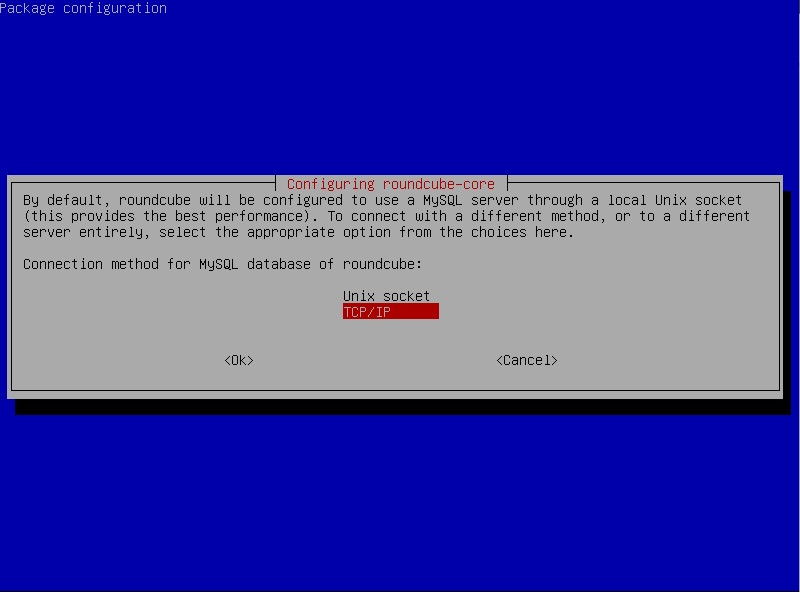 Package configuration
Configuring roundcube-core
By default, roundcube will be configured to use a MySQL server through a local Unix socket
(this provides the best performance). To connect with a different method, or to a different
server entirely, select the appropriate option from the choices here.
Connection method for MySQL database of roundcube:
Unix socket
TCP/IP
<Ok> <Cancel>